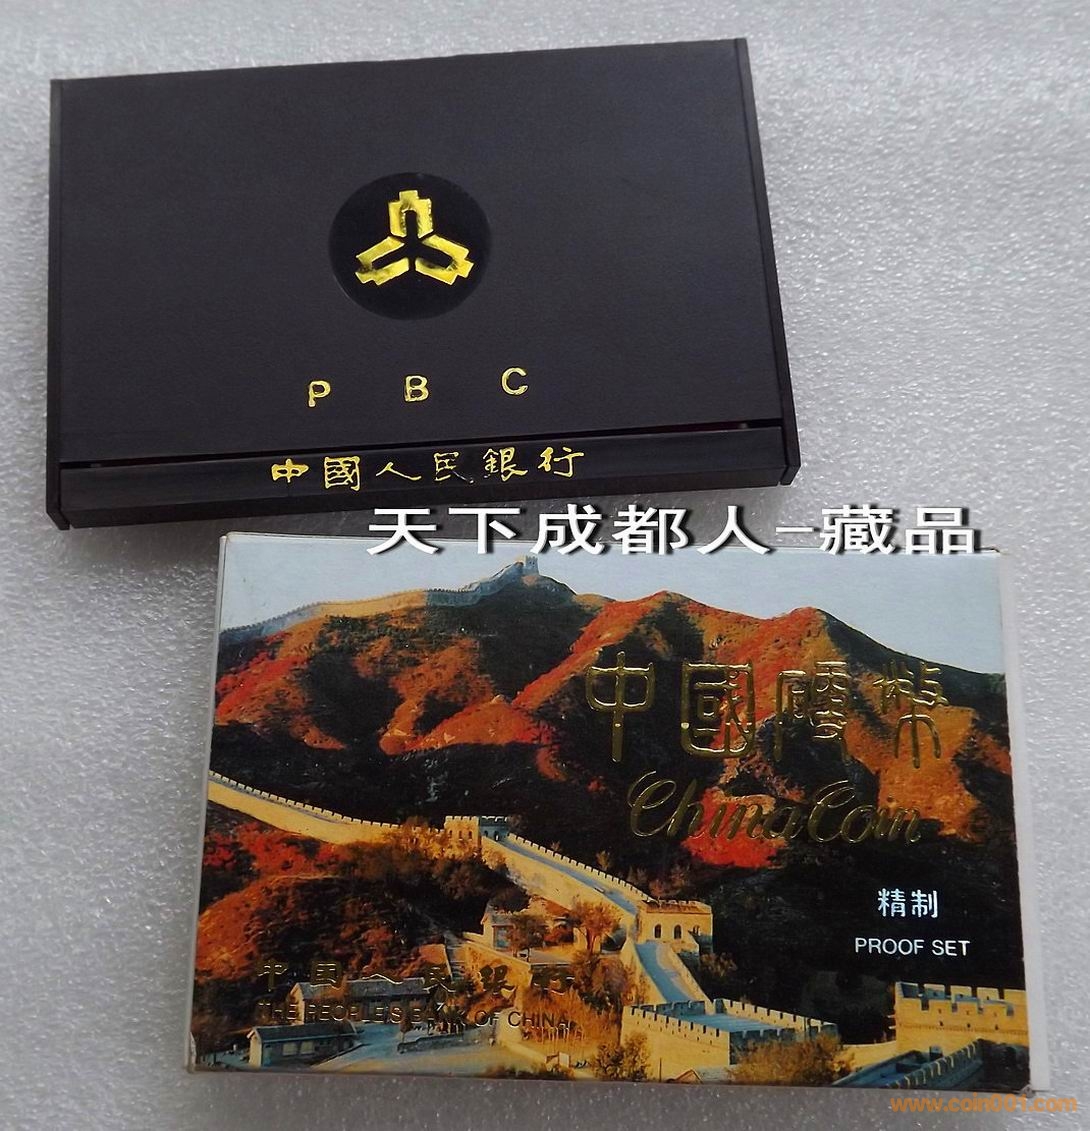 P B C
中國人民銀行
天下成都人-藏品
中國硬幣
China Coin
精制
PROOF SET
中国人民银行
THE PEOPLE'S BANK OF CHINA
www.coin001.com